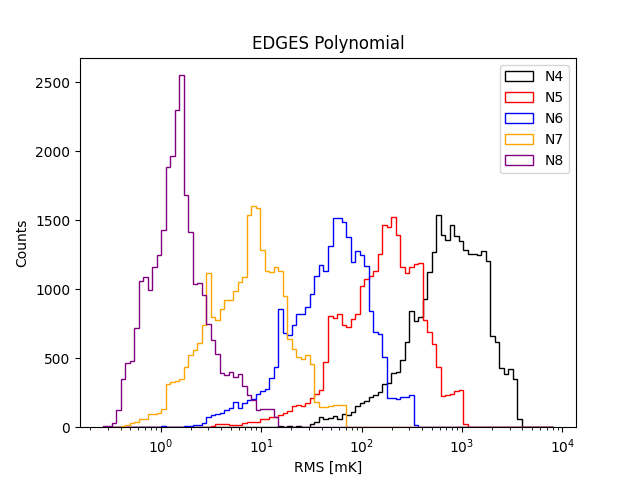 EDGES Polynomial
N4
N5
N6
N7
N8
Counts
2500
2000
1500
1000
500
0
10⁰ 10¹ 10² 10³ 10⁴
RMS [mK]